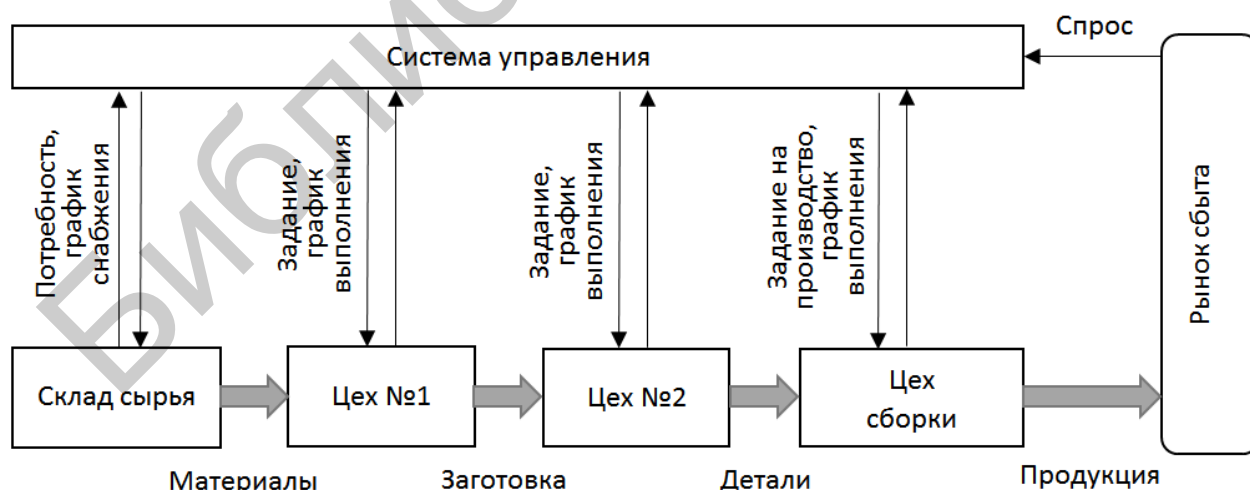 Спрос
Система управления
Потребность,
график
снабжения
Задание,
график
выполнения
Задание,
график
выполнения
Задание на
производство,
график
выполнения
Рынок сбыта
Склад сырья
Цех №1
Цех №2
Цех
сборки
Материалы
Заготовка
Детали
Продукция
Библио